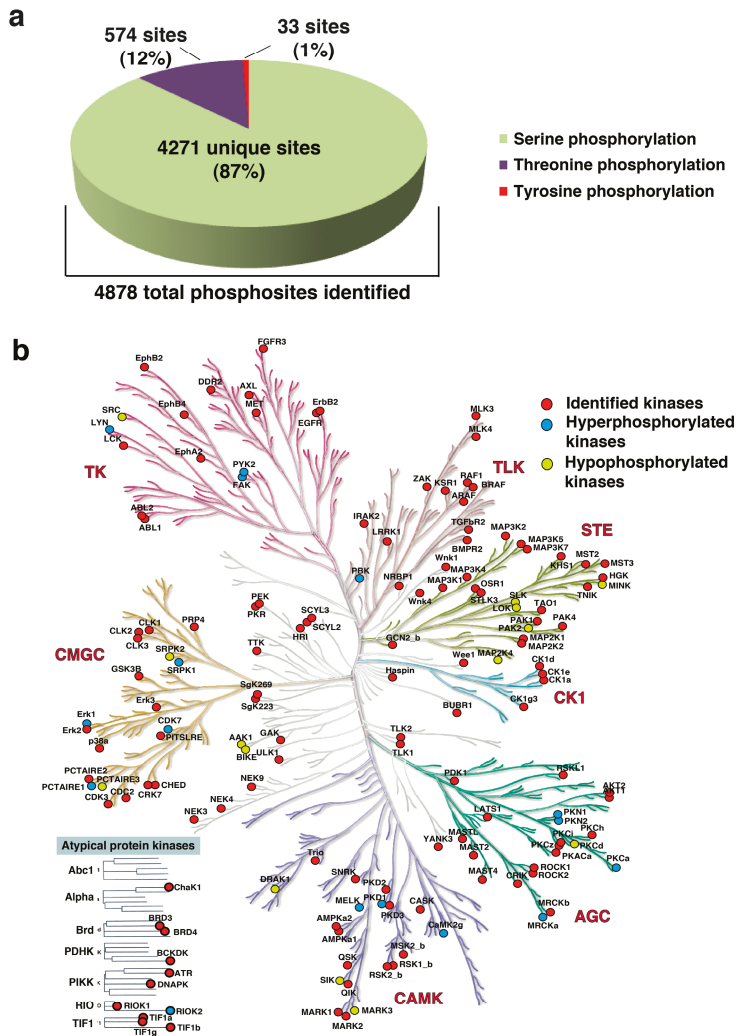 a
574 sites
(12%)
33 sites
(1%)
4271 unique sites
(87%)
Serine phosphorylation
Threonine phosphorylation
Tyrosine phosphorylation
4878 total phosphosites identified
b
Identified kinases
Hyperphosphorylated
kinases
Hypophosphorylated
kinases
FGFR3
EphB2
DDR2
AXL
SRC
EphB4
MET
ErbB2
LYN
EGFR
LCK
EphA2
PYK2
FAK
TK
ABL2
ABL1
MLK3
MLK4
TLK
ZAK
KSR1
RAF1
BRAF
ARAF
IRAK2
LRRK1
TGFbR2
BMPR2
STE
MAP3K2
MAP3K5
MAP3K7
MST2
KHS1
MST3
HGK
MINK
TNIK
Wnk1
MAP3K4
PBK
NRBP1
MAP3K1
OSR1
STLK3
SLK
LOK
Wnk4
TAO1
PAK1
PAK2
PAK4
MAP2K1
MAP2K2
GCN2_b
Wee1
MAP2K4
CK1d
CK1e
CK1a
CK1
CK1g3
Haspin
BUBR1
PEK
PKR
SCYL3
SCYL2
HRI
TTK
CLK1
PRP4
CLK2
CLK3
SRPK2
SRPK1
CMGC
GSK3B
SgK269
SgK223
Erk3
Erk1
Erk2
CDK7
PITSLRE
p38a
AAK1
BIKE
GAK
ULK1
TLK2
TLK1
PCTAIRE2
PCTAIRE3
PCTAIRE1
CHED
CDC2
CRK7
CDK3
NEK9
NEK4
NEK3
PDK1
RSKL1
AKT2
AKT1
LATS1
PKN1
PKN2
PKCi
PKCh
PKCz
PKCd
PKACa
PKCa
YANK3
MASTL
MAST2
MAST4
ROCK1
ROCK2
CRIK
MRCKb
MRCKa
AGC
Trio
DRAK1
SNRK
PKD2
MELK
PKD1
PKD3
CASK
CaMK2g
AMPKa2
AMPKa1
MSK2_b
QSK
RSK1_b
RSK2_b
SIK
QIK
CAMK
MARK1
MARK3
MARK2
Atypical protein kinases
Abc1
Alpha
ChaK1
Brd
BRD3
BRD4
PDHK
BCKDK
PIKK
ATR
DNAPK
RIO
RIOK1
RIOK2
TIF1
TIF1a
TIF1g
TIF1b